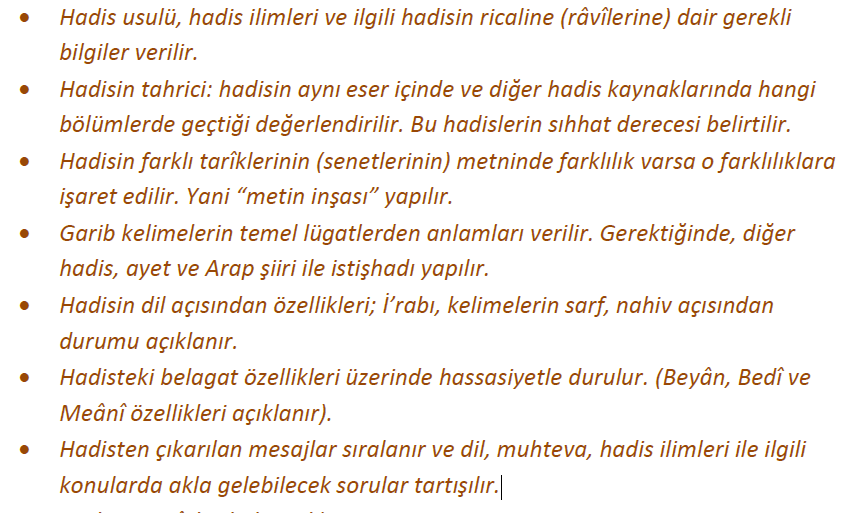 • Hadis usulü, hadis ilimleri ve ilgili hadisin ricaline (râvîlerine) dair gerekli
bilgiler verilir.
• Hadisin tahrici: hadisin aynı eser içinde ve diğer hadis kaynaklarında hangi
bölümlerde geçtiği değerlendirilir. Bu hadislerin sıhhat derecesi belirtilir.
• Hadisin farklı tarîklerinin (senetlerinin) metninde farklılık varsa o farklılıklara
işaret edilir. Yani “metin inşası” yapılır.
• Garib kelimelerin temel lügatlerden anlamları verilir. Gerektiğinde, diğer
hadis, ayet ve Arap şiiri ile istişhadı yapılır.
• Hadisin dil açısından özellikleri; İ’rabı, kelimelerin sarf, nahiv açısından
durumu açıklanır.
• Hadisteki belagat özellikleri üzerinde hassasiyetle durulur. (Beyân, Bedî ve
Meânî özellikleri açıklanır).
• Hadisten çıkarılan mesajlar sıralanır ve dil, muhteva, hadis ilimleri ile ilgili
konularda akla gelebilecek sorular tartışılır.